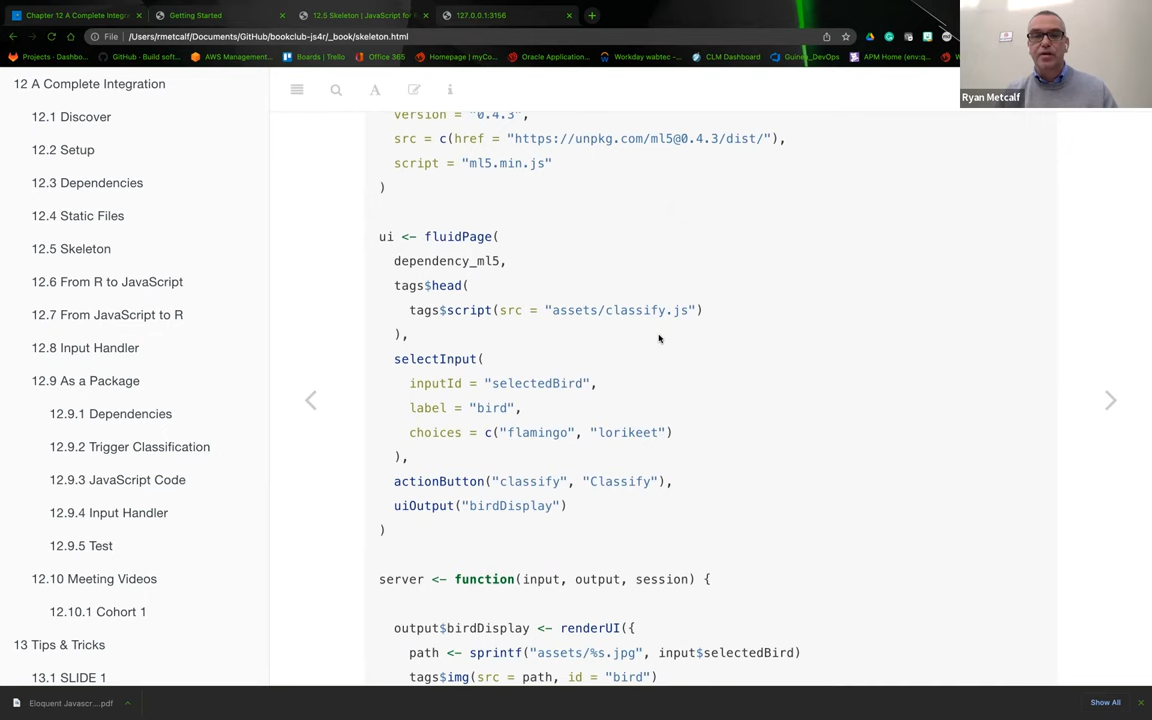 Chapter 12 A Complete Integr
Getting Started
12.5 Skeleton | JavaScript for
127.0.0.1:3156
File
/Users/rmetcalf/Documents/GitHub/bookclub-js4r/_book/skeleton.html
Projects · Dashbo...
GitHub · Build soft...
AWS Management...
Boards | Trello
Office 365
Homepage | myCo...
Oracle Application...
Workday wabtec -...
CLM Dashboard
Guinea_DevOps
APM Home (env:q...
Ryan Metcalf
12 A Complete Integration
12.1 Discover
12.2 Setup
12.3 Dependencies
12.4 Static Files
12.5 Skeleton
12.6 From R to JavaScript
12.7 From JavaScript to R
12.8 Input Handler
12.9 As a Package
12.9.1 Dependencies
12.9.2 Trigger Classification
12.9.3 JavaScript Code
12.9.4 Input Handler
12.9.5 Test
12.10 Meeting Videos
12.10.1 Cohort 1
13 Tips & Tricks
13.1 SLIDE 1
version = "0.4.3",
src = c(href = "https://unpkg.com/ml5@0.4.3/dist/"),
script = "ml5.min.js"
)
ui <- fluidPage(
dependency_ml5,
tags$head(
tags$script(src = "assets/classify.js")
),
selectInput(
inputId = "selectedBird",
label = "bird",
choices = c("flamingo", "lorikeet")
),
actionButton("classify", "Classify"),
uiOutput("birdDisplay")
)
server <- function(input, output, session) {
output$birdDisplay <- renderUI({
path <- sprintf("assets/%s.jpg", input$selectedBird)
tags$img(src = path, id = "bird")
Eloquent Javascr....pdf
Show All